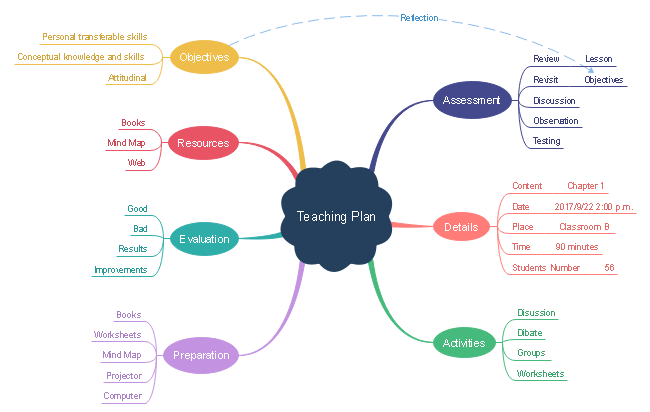 Reflection
Personal transferable skills
Conceptual knowledge and skills
Attitudinal
Objectives
Books
Mind Map
Web
Resources
Good
Bad
Results
Improvements
Evaluation
Books
Worksheets
Mind Map
Projector
Computer
Preparation
Teaching Plan
Assessment
Review Lesson
Revisit Objectives
Discussion
Observation
Testing
Details
Content Chapter 1
Date 2017/9/22 2:00 p.m.
Place Classroom B
Time 90 minutes
Students Number 56
Activities
Disussion
Dibate
Groups
Worksheets